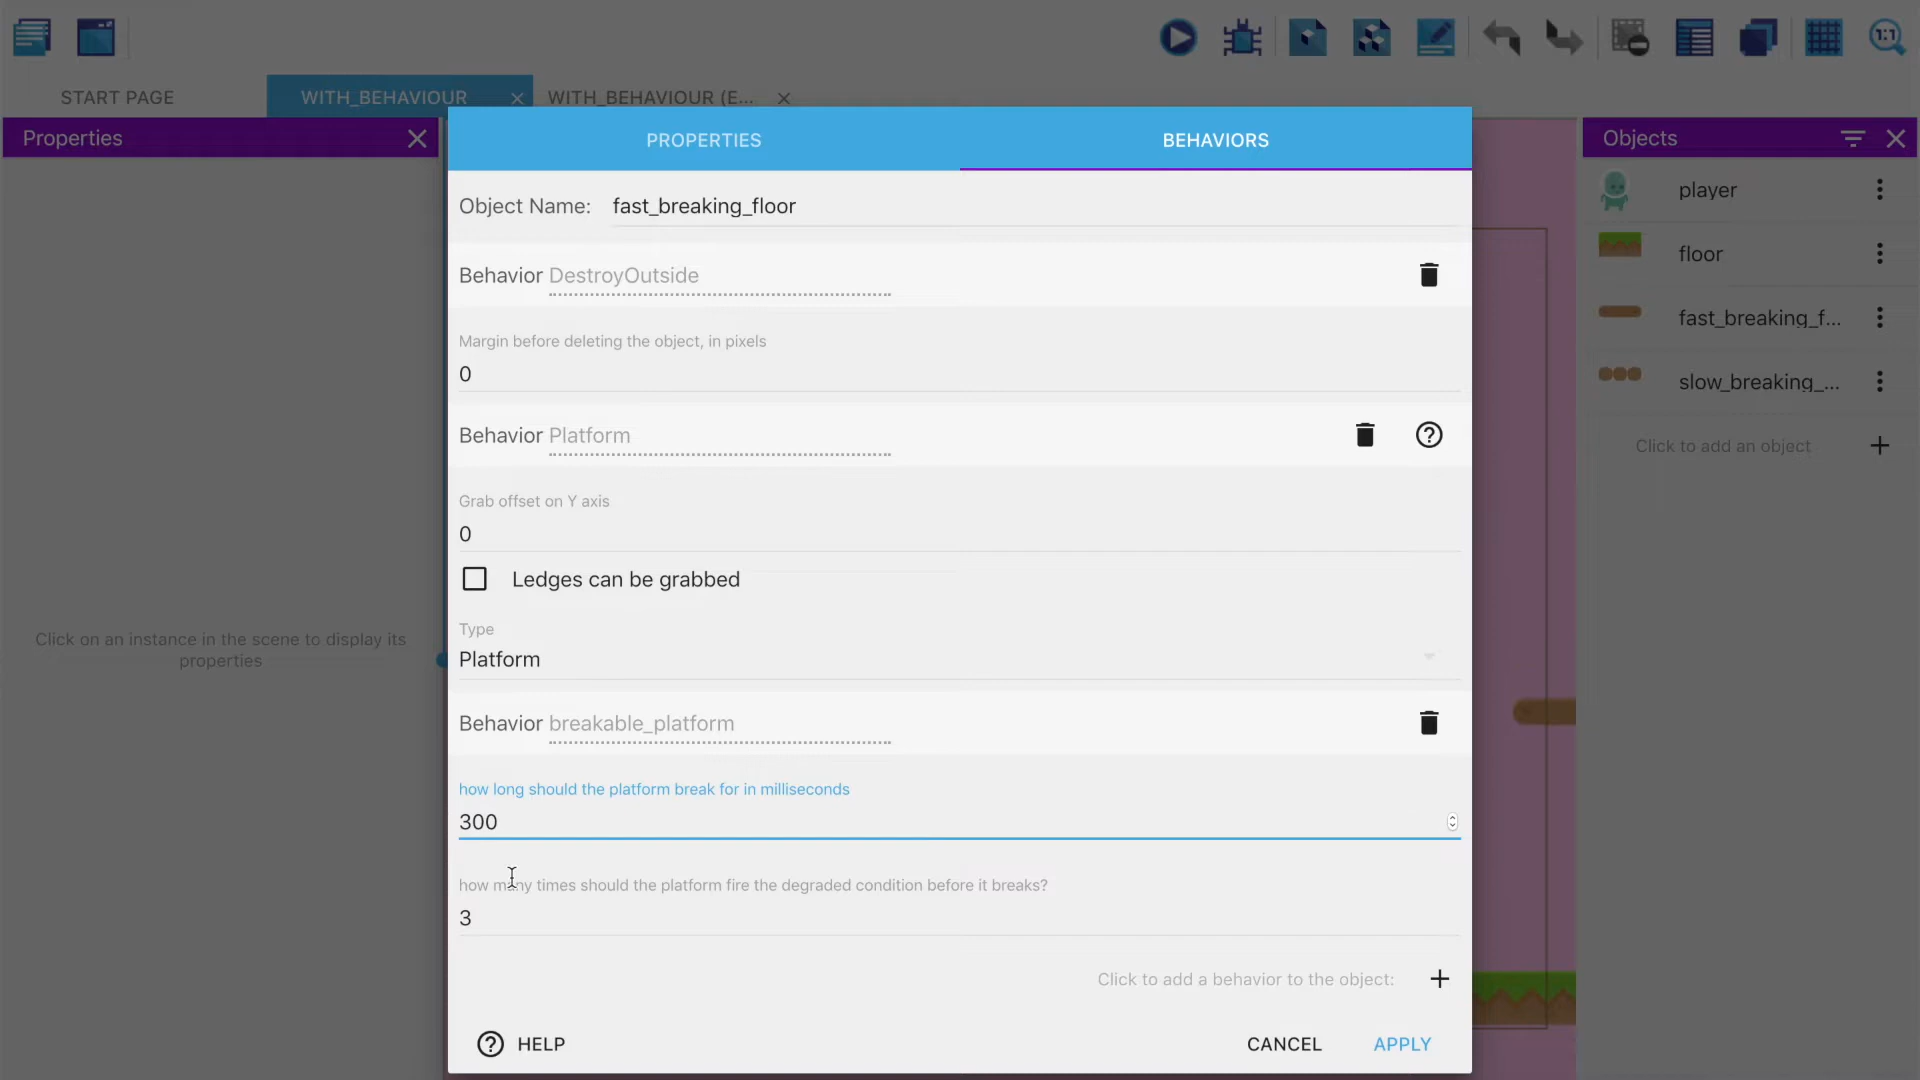 1:1
START PAGE
WITH_BEHAVIOUR
WITH_BEHAVIOUR (E...
Properties
Click on an instance in the scene to display its
properties
PROPERTIES
BEHAVIORS
Object Name: fast_breaking_floor
Behavior DestroyOutside
Margin before deleting the object, in pixels
0
Behavior Platform
Grab offset on Y axis
0
Ledges can be grabbed
Type
Platform
Behavior breakable_platform
how long should the platform break for in milliseconds
300
how many times should the platform fire the degraded condition before it breaks?
3
Click to add a behavior to the object:
HELP
CANCEL
APPLY
Objects
player
floor
fast_breaking_f...
slow_breaking_...
Click to add an object